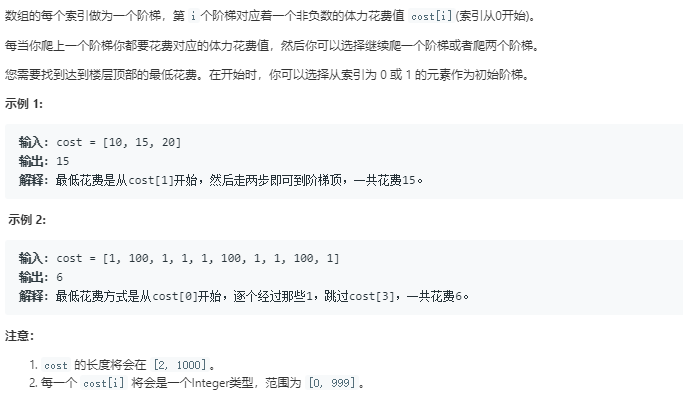 数组的每个索引做为一个阶梯，第 i 个阶梯对应着一个非负数的体力花费值 cost[i](索引从0开始)。
每当你爬上一个阶梯你都要花费对应的体力花费值，然后你可以选择继续爬一个阶梯或者爬两个阶梯。
您需要找到达到楼层顶部的最低花费。在开始时，你可以选择从索引为 0 或 1 的元素作为初始阶梯。
示例 1:
输入: cost = [10, 15, 20]
输出: 15
解释: 最低花费是从cost[1]开始，然后走两步即可到阶梯顶，一共花费15。
示例 2:
输入: cost = [1, 100, 1, 1, 1, 100, 1, 1, 100, 1]
输出: 6
解释: 最低花费方式是从cost[0]开始，逐个经过那些1，跳过cost[3]，一共花费6。
注意：
1. cost 的长度将会在 [2, 1000]。
2. 每一个 cost[i] 将会是一个Integer类型，范围为 [0, 999]。